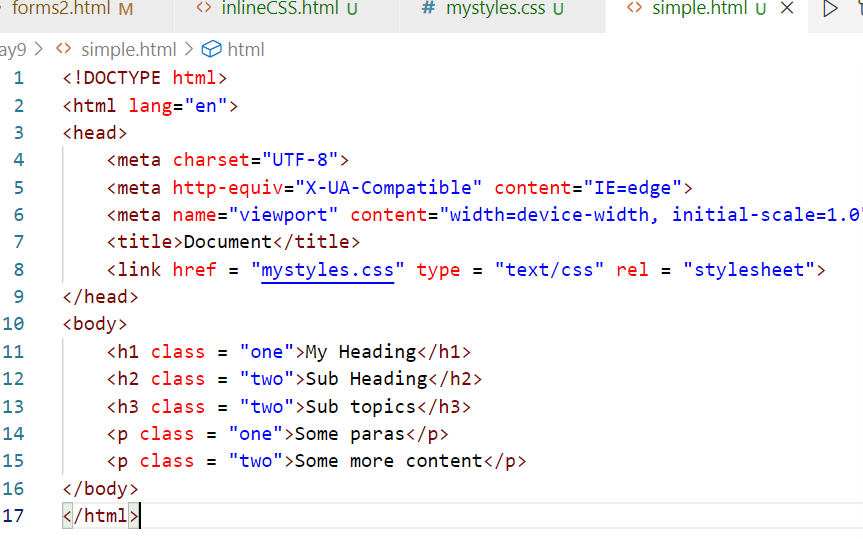 forms2.html M inlineCSS.html U # mystyles.css U simple.html U
ay9 > simple.html > html
1 <!DOCTYPE html>
2 <html lang="en">
3 <head>
4     <meta charset="UTF-8">
5     <meta http-equiv="X-UA-Compatible" content="IE=edge">
6     <meta name="viewport" content="width=device-width, initial-scale=1.0"
7     <title>Document</title>
8     <link href = "mystyles.css" type = "text/css" rel = "stylesheet">
9 </head>
10 <body>
11     <h1 class = "one">My Heading</h1>
12     <h2 class = "two">Sub Heading</h2>
13     <h3 class = "two">Sub topics</h3>
14     <p class = "one">Some paras</p>
15     <p class = "two">Some more content</p>
16 </body>
17 </html>